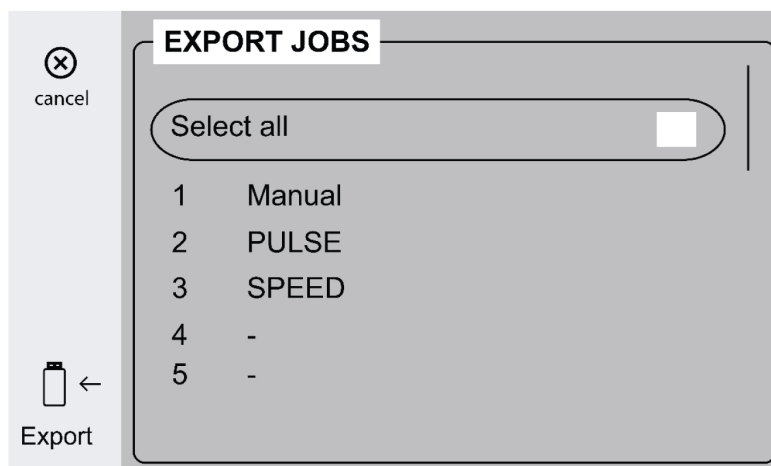 cancel
EXPORT JOBS
Select all
1 Manual
2 PULSE
3 SPEED
4 -
5 -
Export